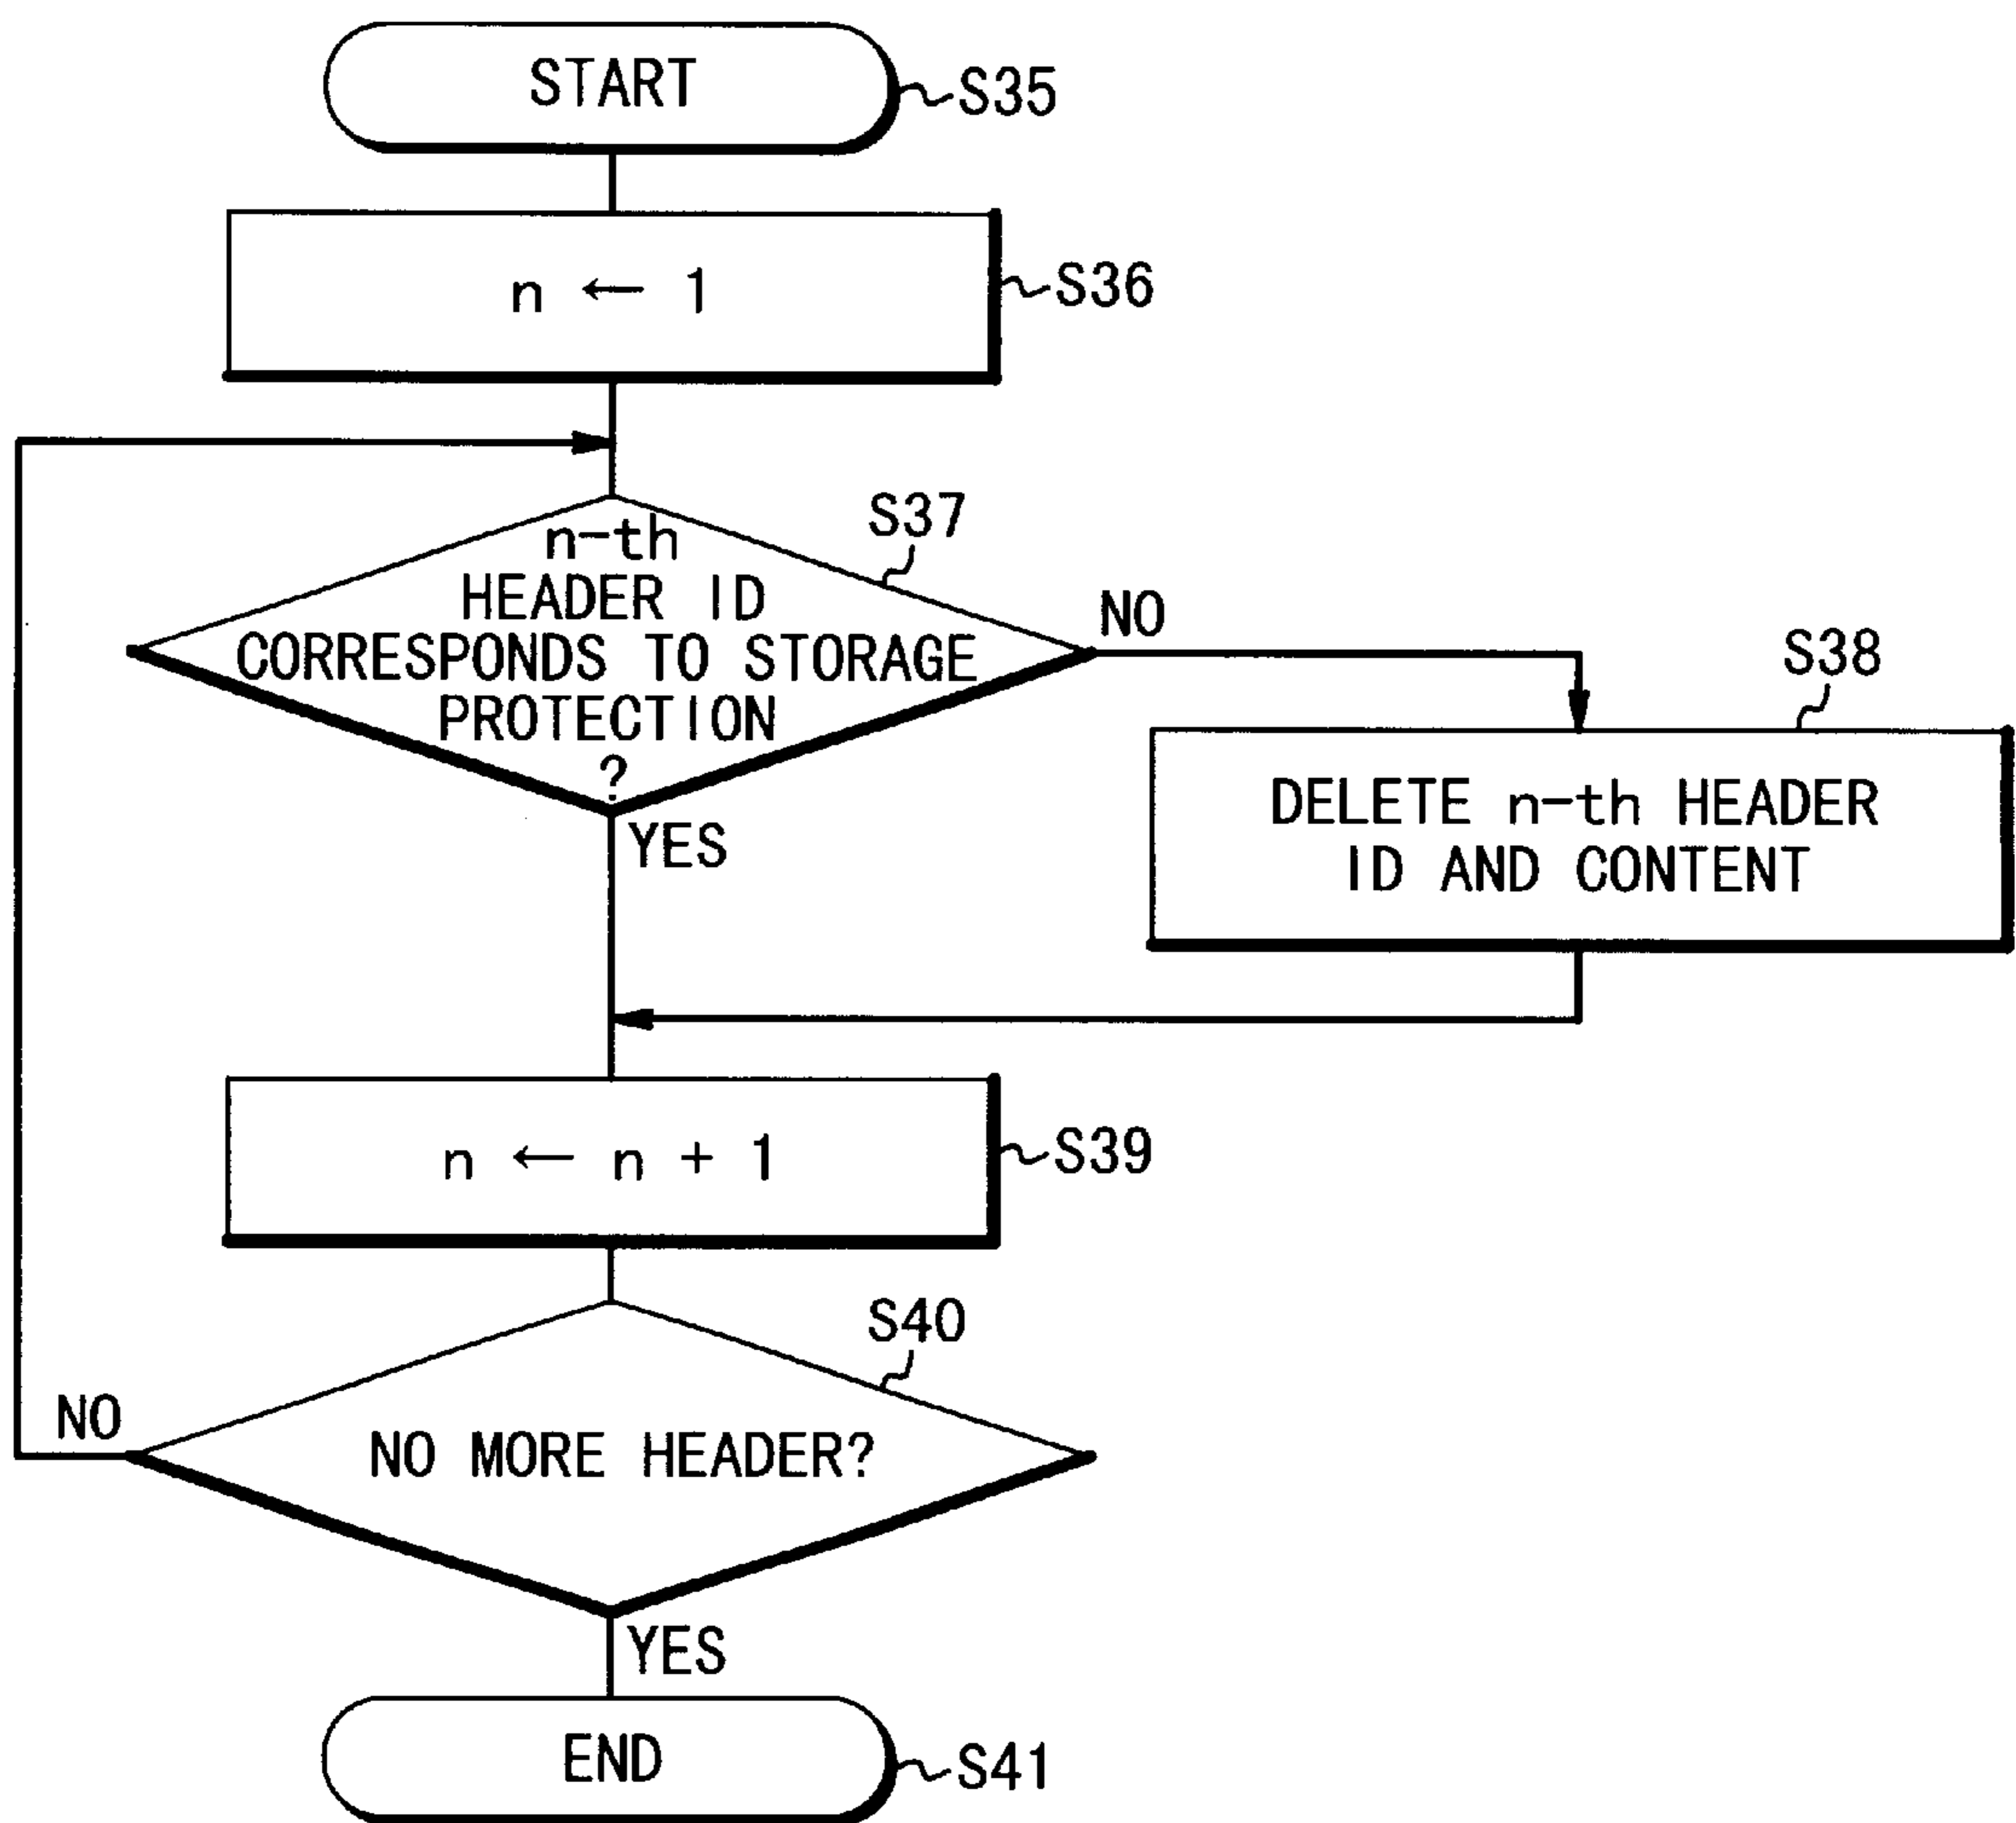 START
S35
n ← 1
S36
S37
n-th
HEADER ID
CORRESPONDS TO STORAGE
PROTECTION
?
NO
YES
S38
DELETE n-th HEADER
ID AND CONTENT
n ← n + 1
S39
S40
NO MORE HEADER?
NO
YES
END
S41